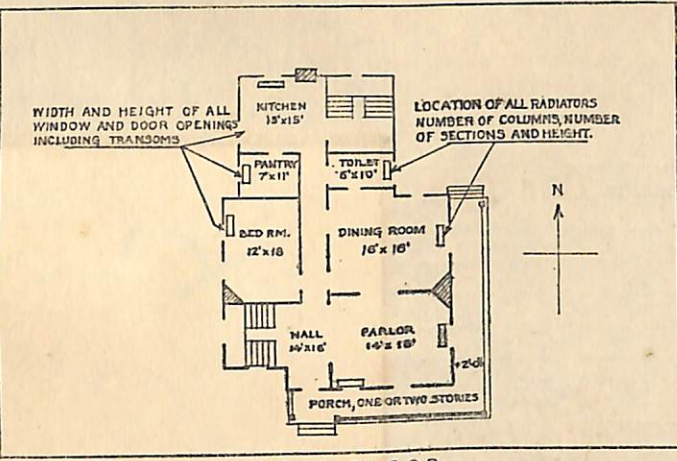 WIDTH AND HEIGHT OF ALL
WINDOW AND DOOR OPENINGS
INCLUDING TRANSOMS
LOCATION OF ALL RADIATORS
NUMBER OF COLUMNS, NUMBER
OF SECTIONS AND HEIGHT.
KITCHEN
15'x15'
PANTRY
7'x11'
TOILET
6'x10'
N
BED RM.
12'x18
DINING ROOM
16'x16'
HALL
14'x16'
PARLOR
14'x18'
PORCH, ONE OR TWO STORIES